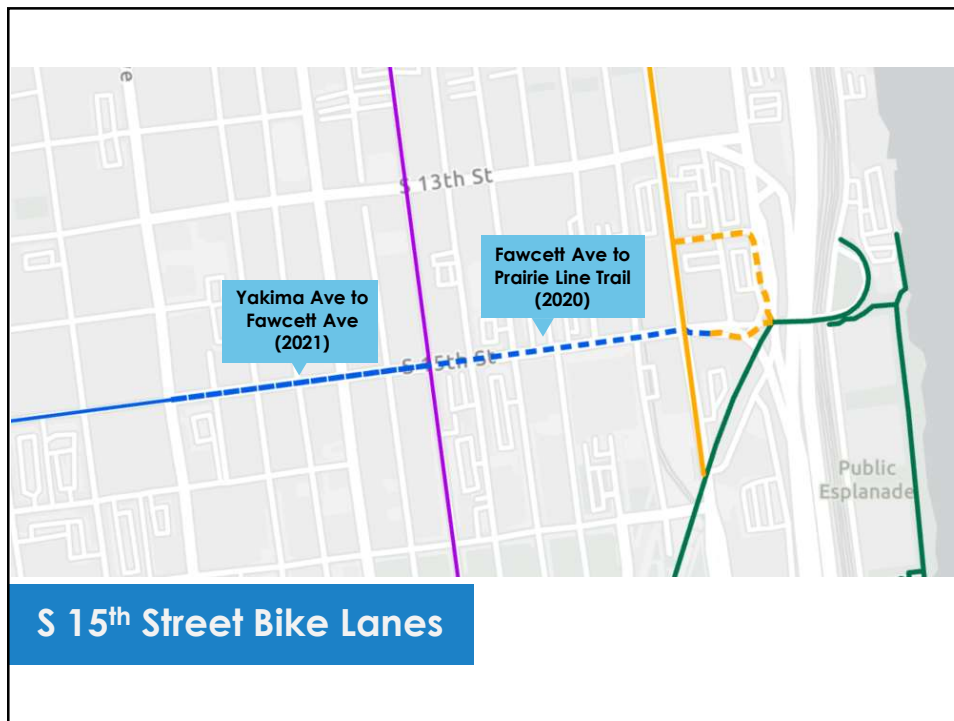 ve
S 13th St
Fawcett Ave to
Prairie Line Trail
(2020)
Yakima Ave to
Fawcett Ave
(2021)
S 15th St
Public
Esplanade
S 15th Street Bike Lanes